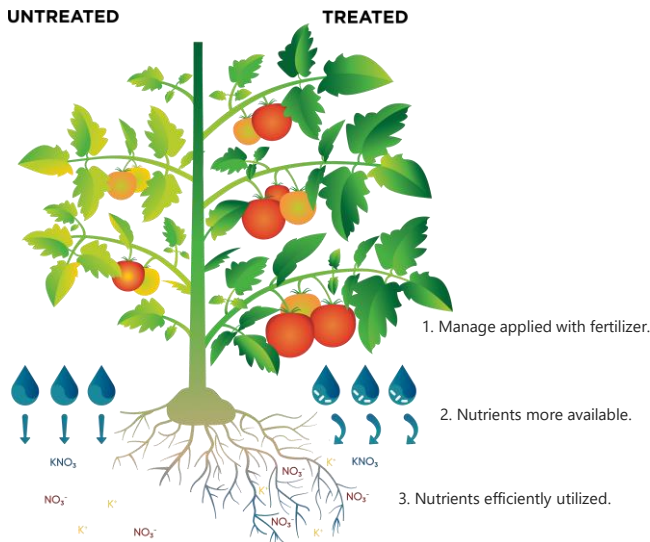 UNTREATED
TREATED
1. Manage applied with fertilizer.
2. Nutrients more available.
KNO₃
K⁺
KNO₃
NO₃⁻
NO₃⁻
K⁺
K⁺
NO₃⁻
NO₃⁻
3. Nutrients efficiently utilized.
NO₃⁻
K⁺
NO₃⁻
K⁺